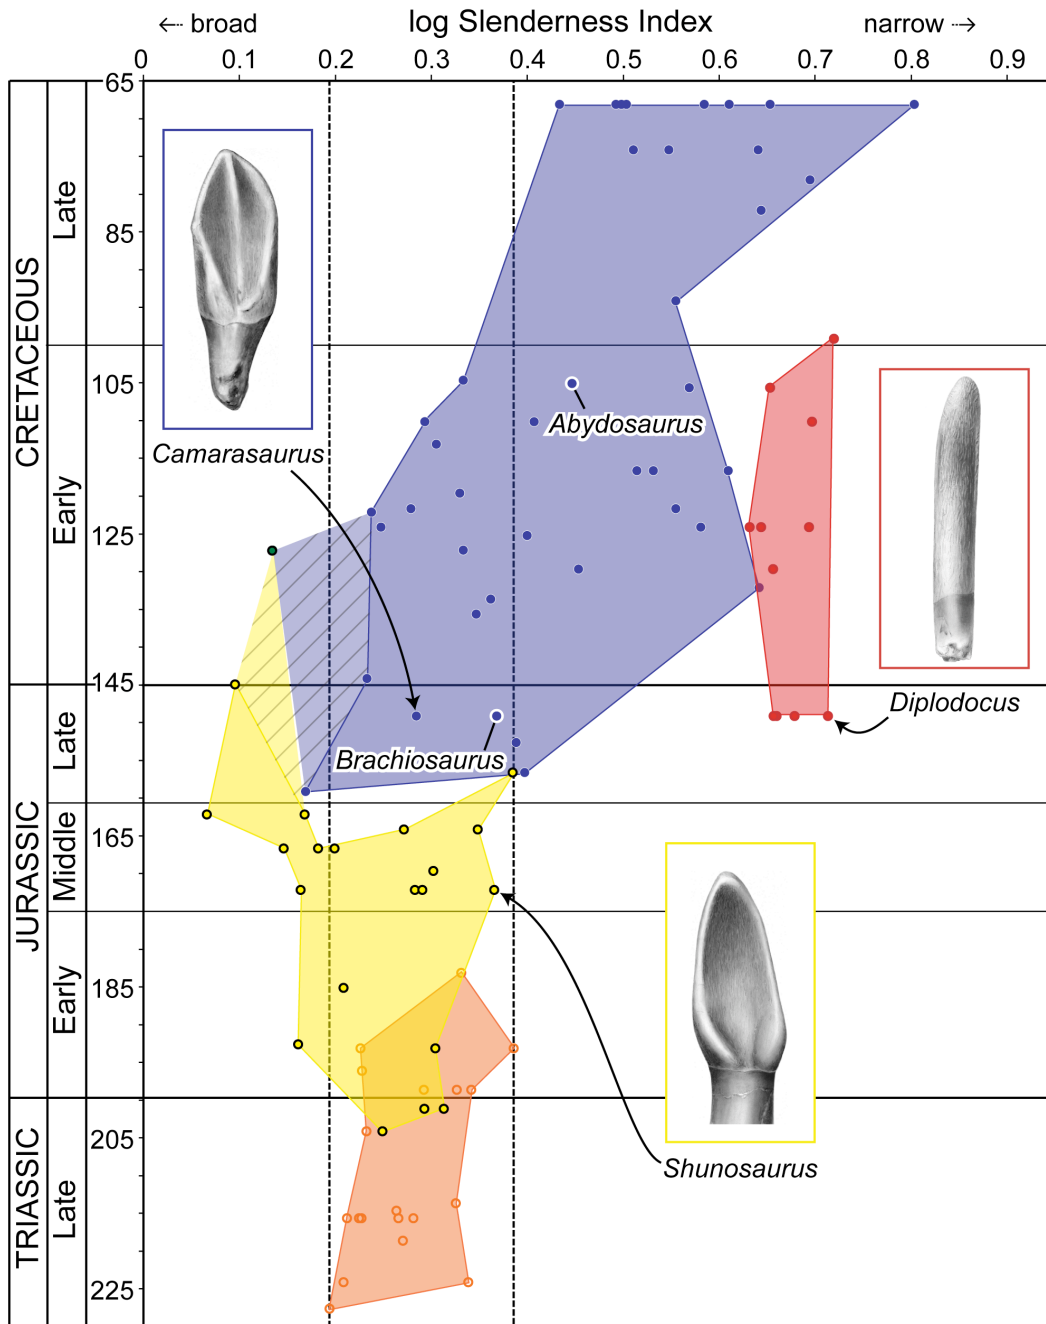 log Slenderness Index
← broad
narrow →
0 0.1 0.2 0.3 0.4 0.5 0.6 0.7 0.8 0.9
65
85
105
125
145
165
185
205
225
CRETACEOUS
Late
Early
JURASSIC
Late
Middle
Early
TRIASSIC
Late
Abydosaurus
Camarasaurus
Diplodocus
Brachiosaurus
Shunosaurus